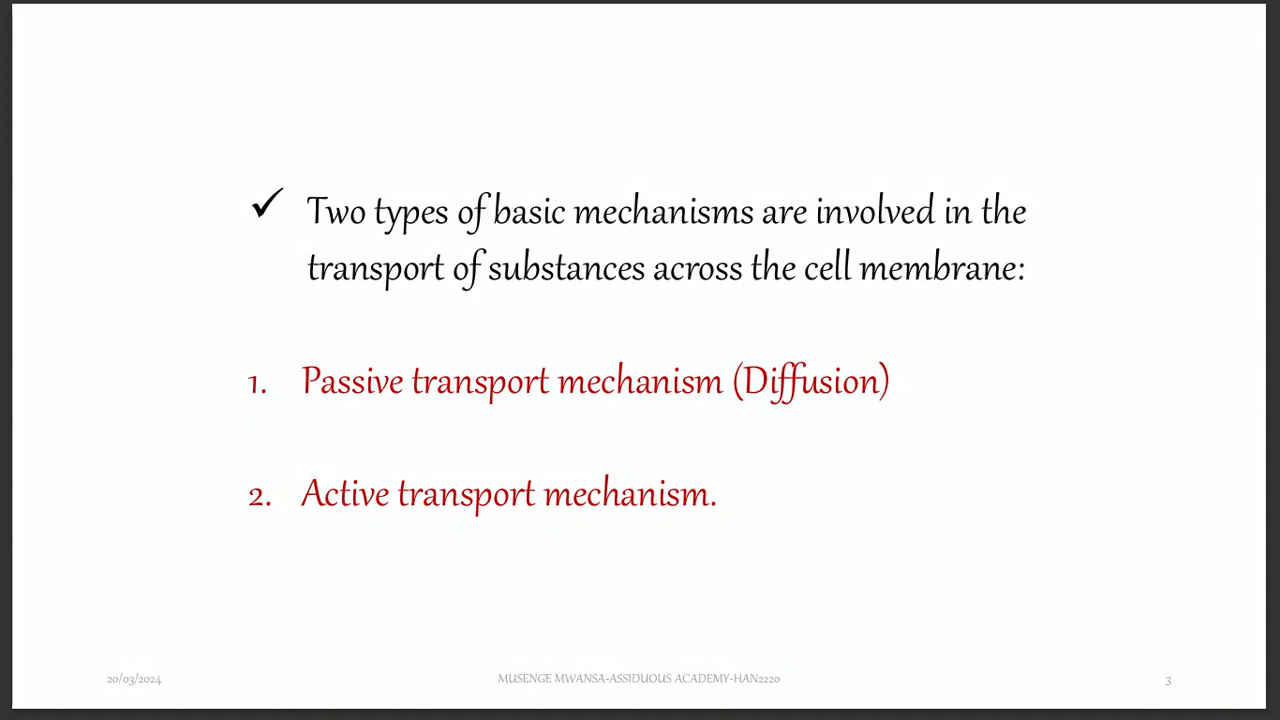 ✓ Two types of basic mechanisms are involved in the
transport of substances across the cell membrane:
1. Passive transport mechanism (Diffusion)
2. Active transport mechanism.
20/03/2024
MUSENGE MWANSA-ASSIDUOUS ACADEMY-HAN2220
3